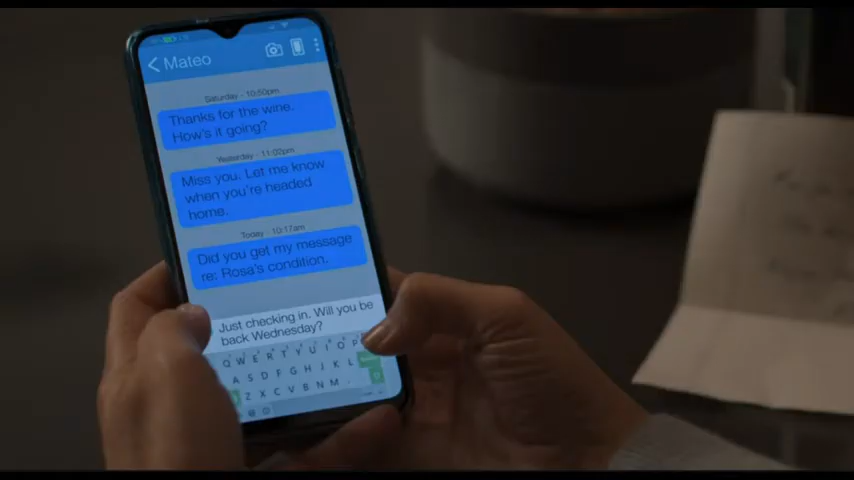 Mateo
Saturday - 10:50pm
Thanks for the wine.
How's it going?
Yesterday - 11:02pm
Miss you. Let me know
when you're headed
home.
Today - 10:17am
Did you get my message
re: Rosa's condition.
Just checking in. Will you be
back Wednesday?
Q W E R T Y U I O P
A S D F G H J K L
Z X C V B N M .